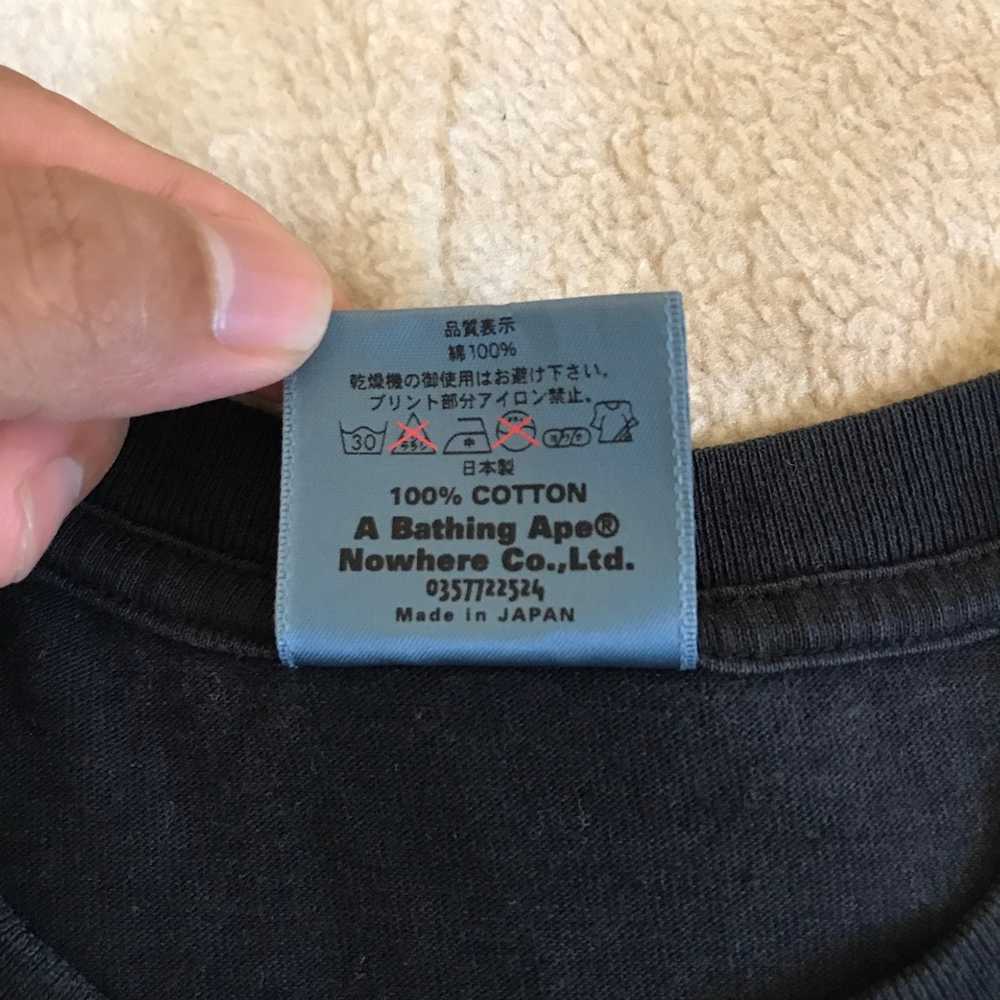 品質表示
綿100%
乾燥機の御使用はお避け下さい。
プリント部分アイロン禁止。
30 中
日本製
100% COTTON
A Bathing Ape®
Nowhere Co.,Ltd.
0357722524
Made in JAPAN